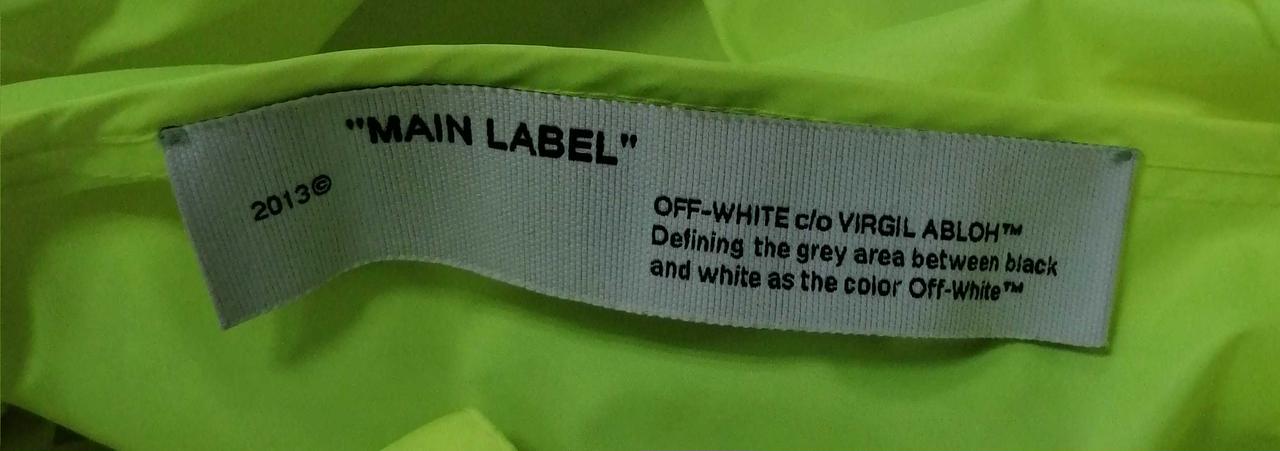 "MAIN LABEL"
2013©
OFF-WHITE c/o VIRGIL ABLOH™
Defining the grey area between black
and white as the color Off-White™